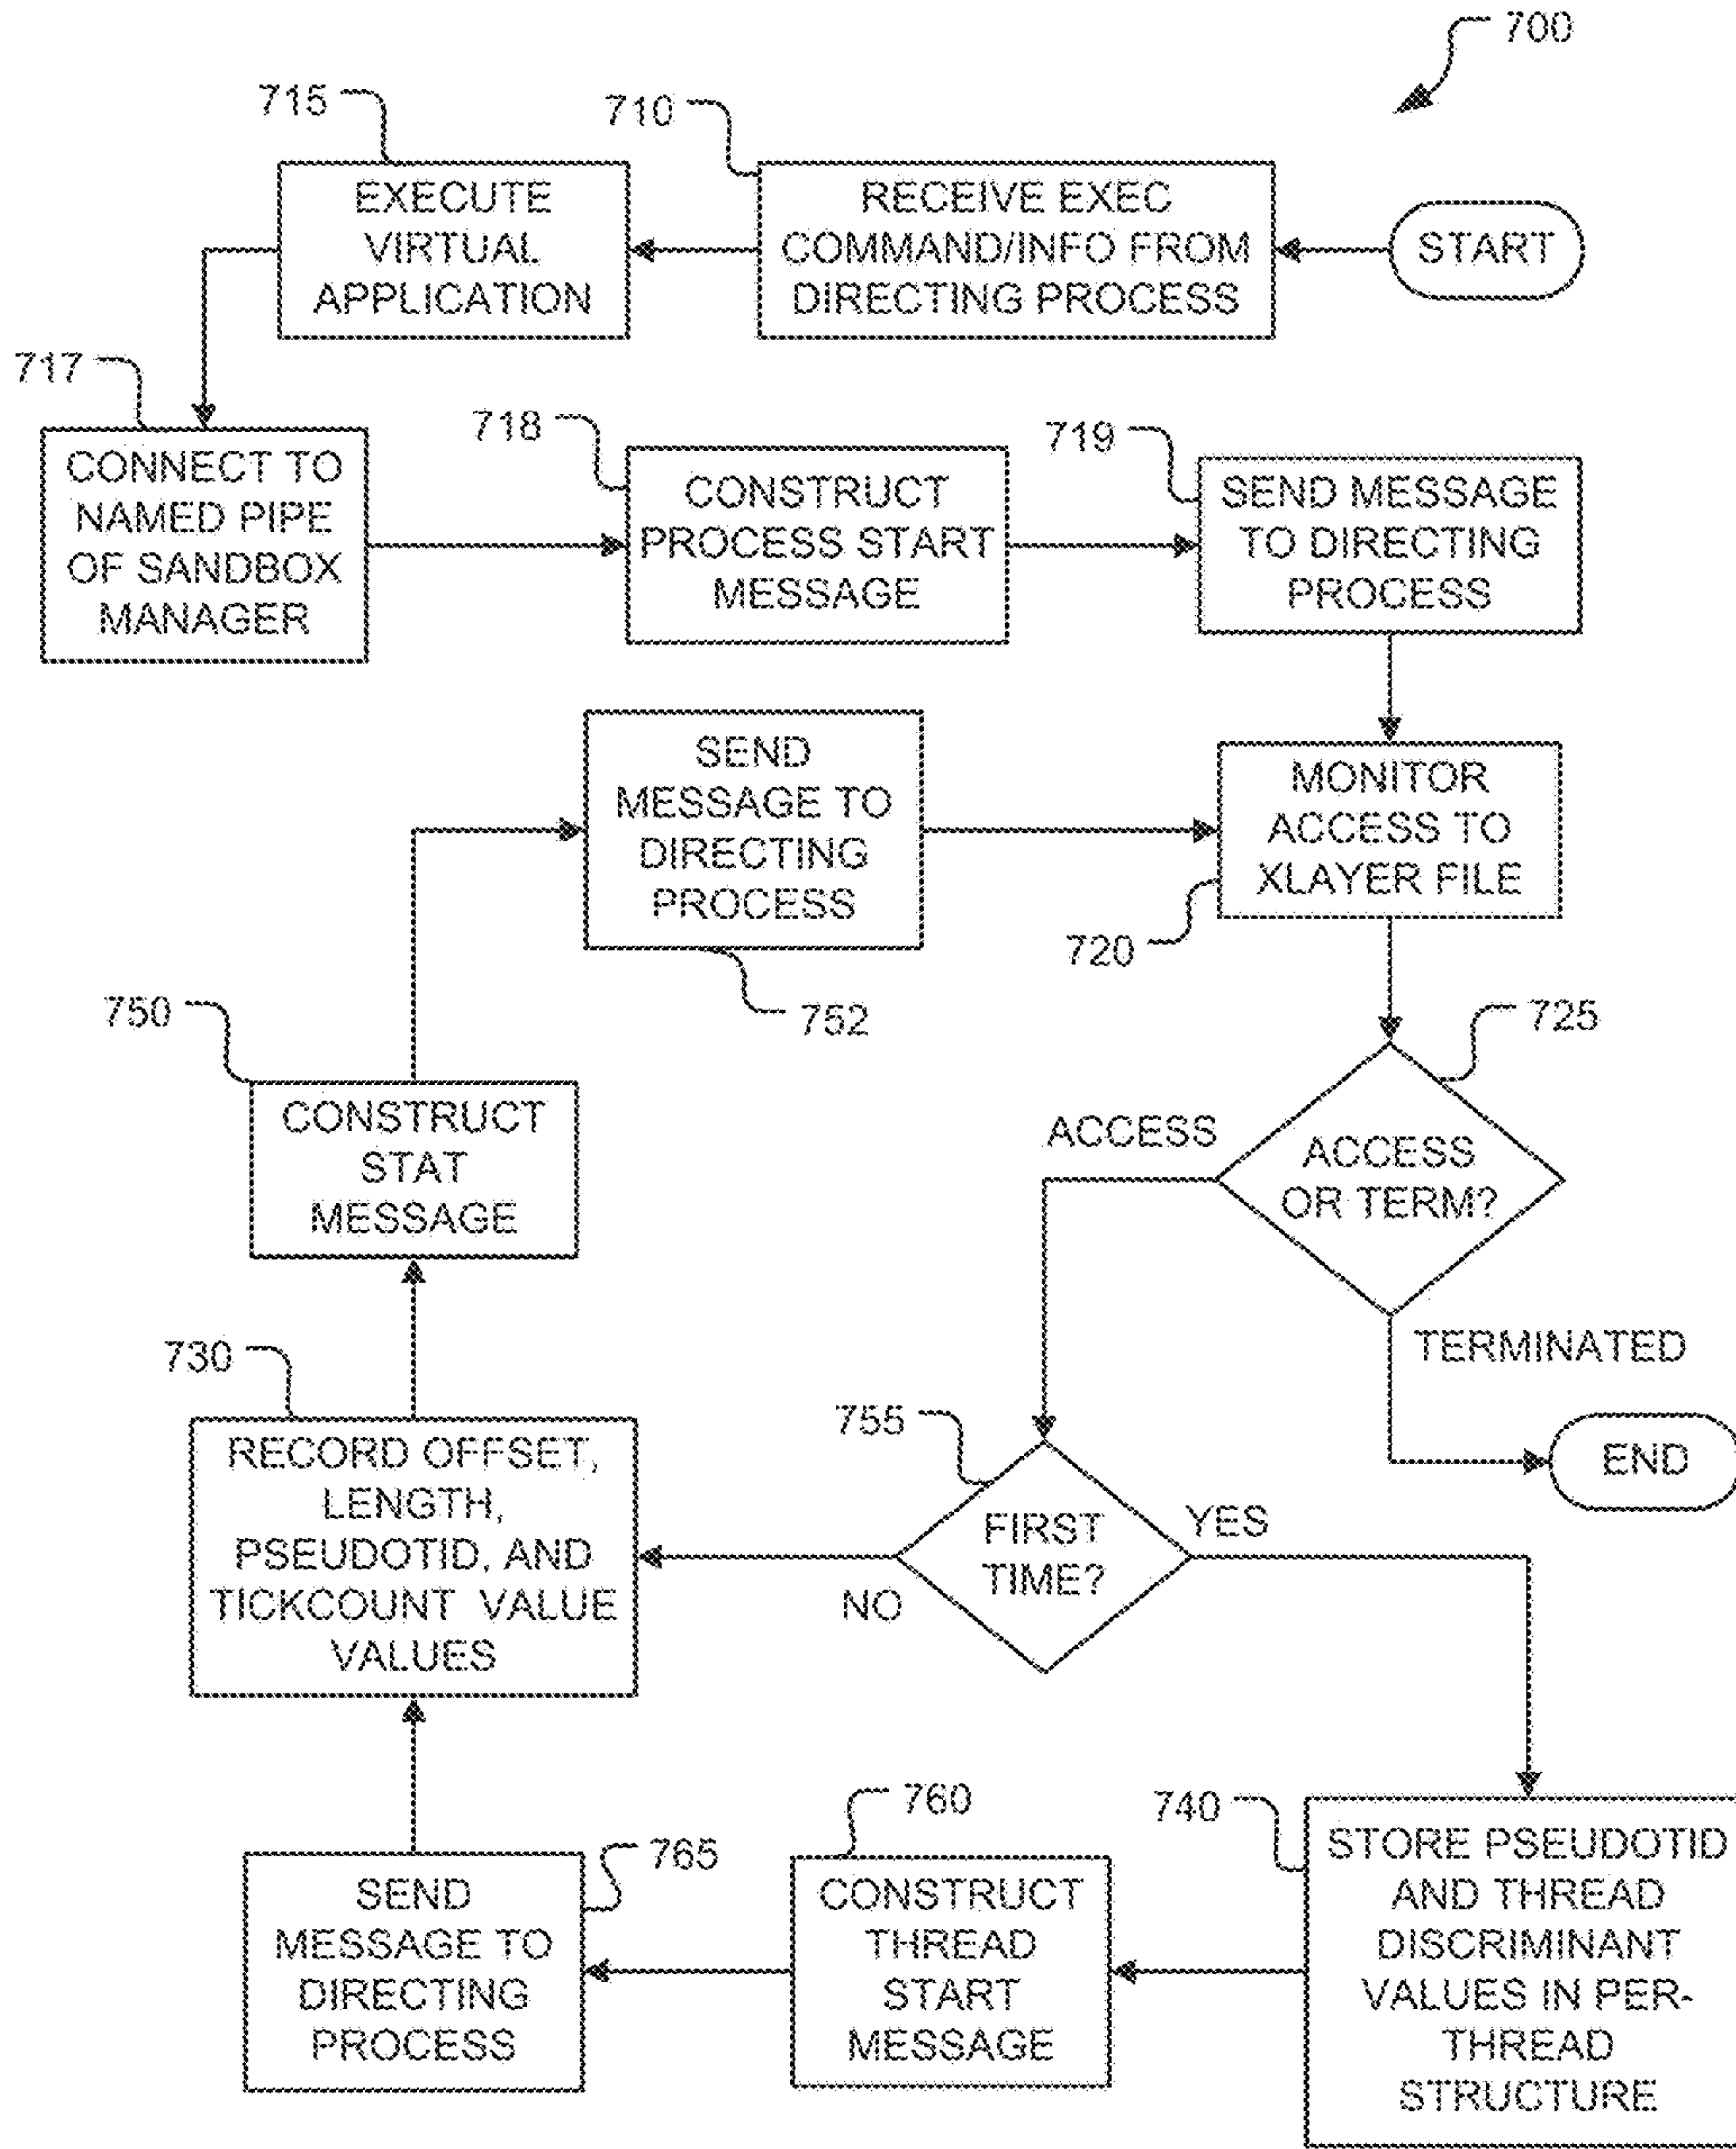 700
715
710
EXECUTE
VIRTUAL
APPLICATION
RECEIVE EXEC
COMMAND/INFO FROM
DIRECTING PROCESS
START
717
718
719
CONNECT TO
NAMED PIPE
OF SANDBOX
MANAGER
CONSTRUCT
PROCESS START
MESSAGE
SEND MESSAGE
TO DIRECTING
PROCESS
SEND
MESSAGE TO
DIRECTING
PROCESS
MONITOR
ACCESS TO
XLAYER FILE
720
750
752
725
CONSTRUCT
STAT
MESSAGE
ACCESS
ACCESS
OR TERM?
TERMINATED
730
755
END
RECORD OFFSET,
LENGTH,
PSEUDOTID, AND
TICKCOUNT VALUE
VALUES
FIRST
TIME?
YES
NO
765
760
740
SEND
MESSAGE TO
DIRECTING
PROCESS
CONSTRUCT
THREAD
START
MESSAGE
STORE PSEUDOTID
AND THREAD
DISCRIMINANT
VALUES IN PER-
THREAD
STRUCTURE